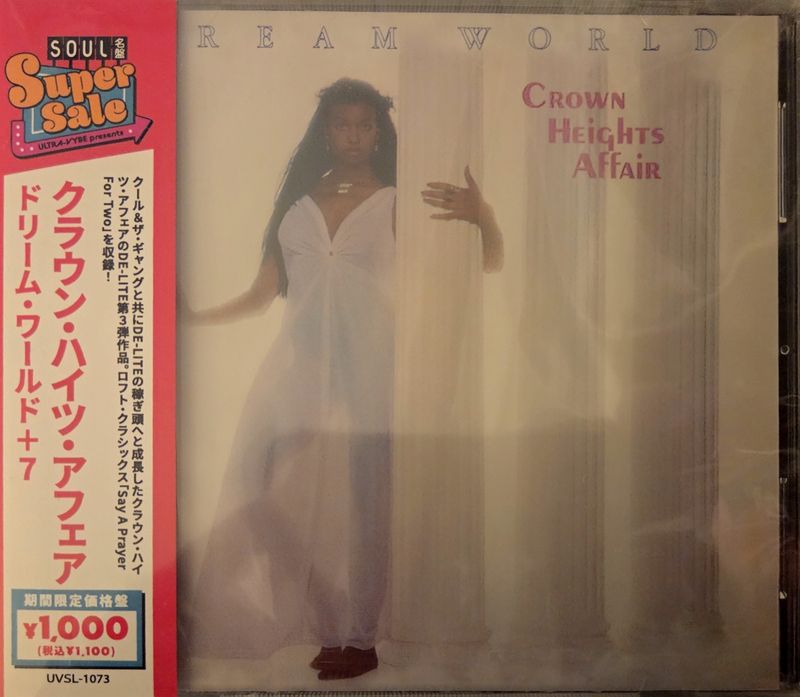 SOUL名盤
Super
Sale
ULTRA-VYBE presents
クール&ザ・ギャングと共にDE-LITEの稼ぎ頭へと成長したクラウン・ハイ
ツ・アフェアのDE-LITE第3弾作品。ロフト・クラシックス「Say A Prayer
For Two」を収録！
クラウン・ハイツ・アフェア
ドリーム・ワールド+7
期間限定価格盤
¥1,000
(税込¥1,100)
UVSL-1073
REAM WORLD
CROWN
HEIGHTS
AFFAIR